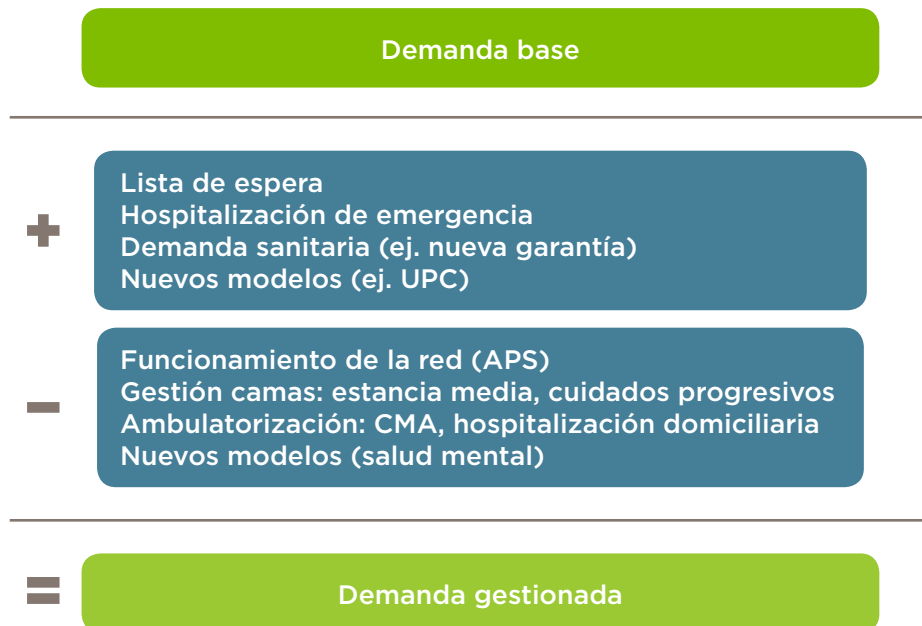 Demanda base
+
Lista de espera
Hospitalización de emergencia
Demanda sanitaria (ej. nueva garantía)
Nuevos modelos (ej. UPC)
-
Funcionamiento de la red (APS)
Gestión camas: estancia media, cuidados progresivos
Ambulatorización: CMA, hospitalización domiciliaria
Nuevos modelos (salud mental)
=
Demanda gestionada